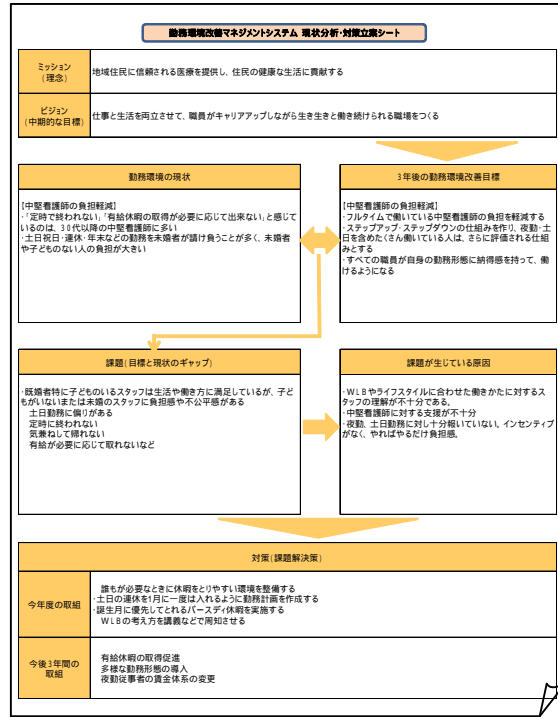 勤務環境改善マネジメントシステム 現状分析・対策立案シート
ミッション
(理念)
地域住民に信頼される医療を提供し、住民の健康な生活に貢献する
ビジョン
(中期的な目標)
仕事と生活を両立させて、職員がキャリアアップしながら生き生きと働き続けられる職場をつくる
勤務環境の現状
【中堅看護師の負担軽減】
・「定時で終われない」「有給休暇の取得が必要に応じて出来ない」と感じ
ているのは、30代以降の中堅看護師に多い
・土日祝日・連休・年末などの勤務を未婚者が請け負うことが多く、未婚者
や子どものない人の負担が大きい
3年後の勤務環境改善目標
【中堅看護師の負担軽減】
・フルタイムで働いている中堅看護師の負担を軽減する
・ステップアップ・ステップダウンの仕組みを作り、夜勤・土
日を含めたくさん働いている人は、さらに評価される仕組
みとする
・すべての職員が自身の勤務形態に納得感を持って、働
けるようになる
課題(目標と現状のギャップ)
・既婚者特に子どものいるスタッフは生活や働き方に満足しているが、子ど
もがいないまたは未婚のスタッフに負担感や不公平感がある
土日勤務に偏りがある
定時に終われない
気兼ねして帰れない
有給が必要に応じて取れないなど
課題が生じている原因
・WLBやライフスタイルに合わせた働きかたに対するス
タッフの理解が不十分である。
・中堅看護師に対する支援が不十分
・夜勤、土日勤務に対し十分報いていない。インセンティブ
がなく、やればやるだけ負担感。
対策(課題解決策)
今年度の取組
誰もが必要なときに休暇をとりやすい環境を整備する
・土日の連休を1月に一度は入れるように勤務計画を作成する
・誕生月に優先してとれるバースディ休暇を実施する
WLBの考え方を講義などで周知させる
今後3年間の
取組
有給休暇の取得促進
多様な勤務形態の導入
夜勤従事者の賃金体系の変更